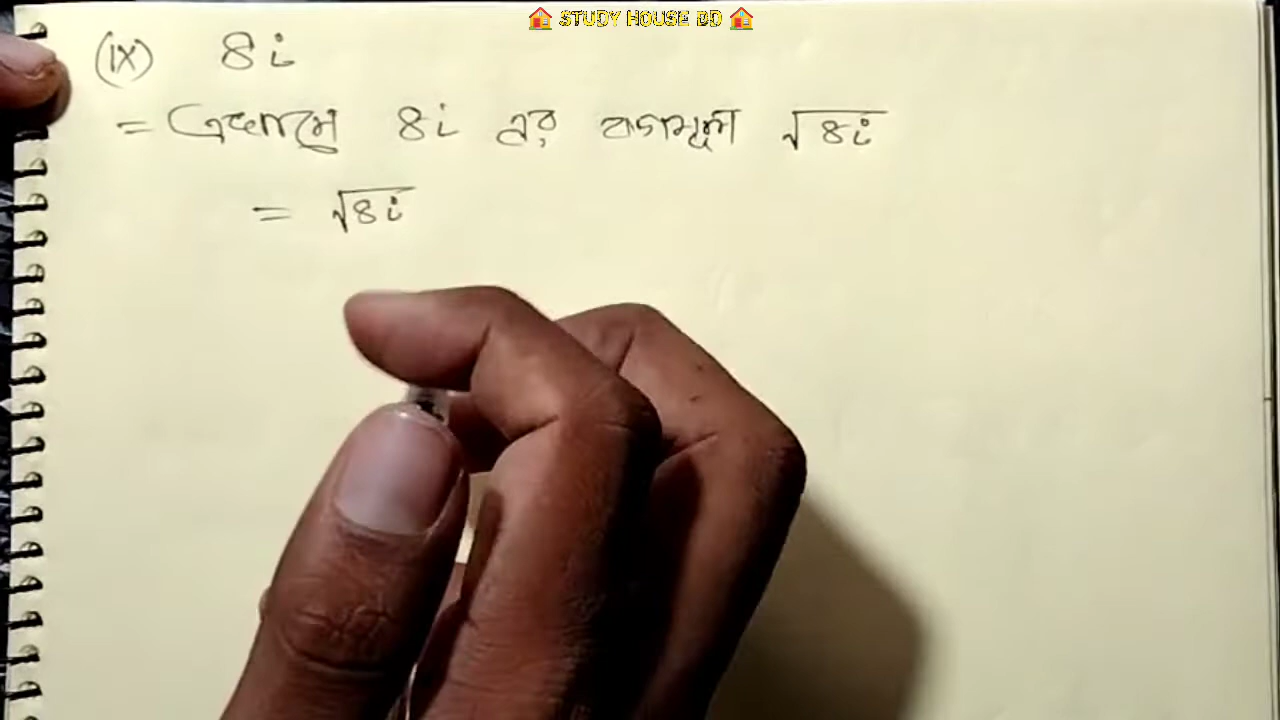 🏠 STUDY HOUSE BD 🏠
(IX) 8i
= এখানে 8i এর বর্গমূল √8i
= √8i